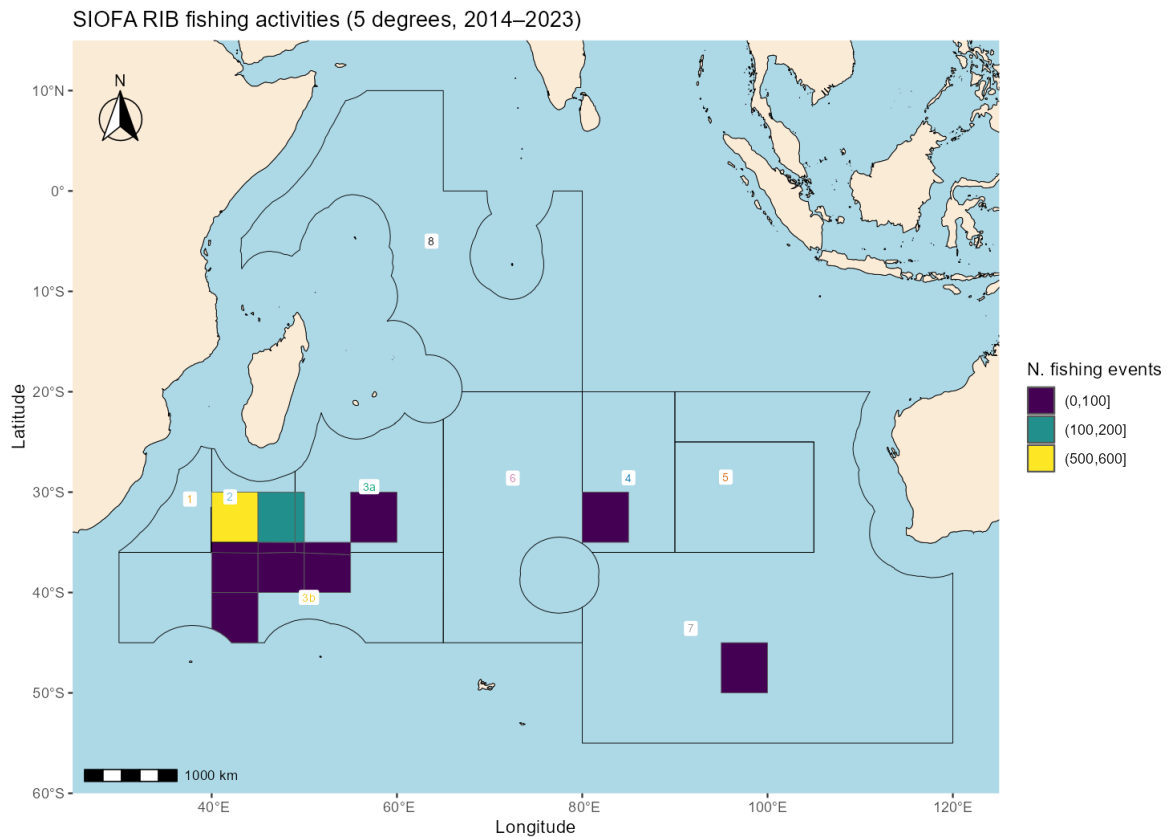 SIOFA RIB fishing activities (5 degrees, 2014–2023)
N
10°N
0°
10°S
20°S
30°S
40°S
50°S
60°S
Latitude
8
1
2
3a
6
4
5
3b
7
1000 km
40°E
60°E
80°E
100°E
120°E
Longitude
N. fishing events
(0,100]
(100,200]
(500,600]